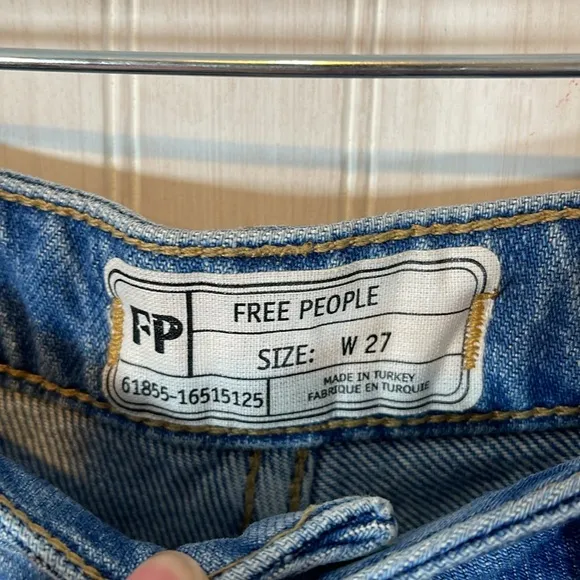 FP
FREE PEOPLE
SIZE: W 27
61855-16515125
MADE IN TURKEY
FABRIQUE EN TURQUIE